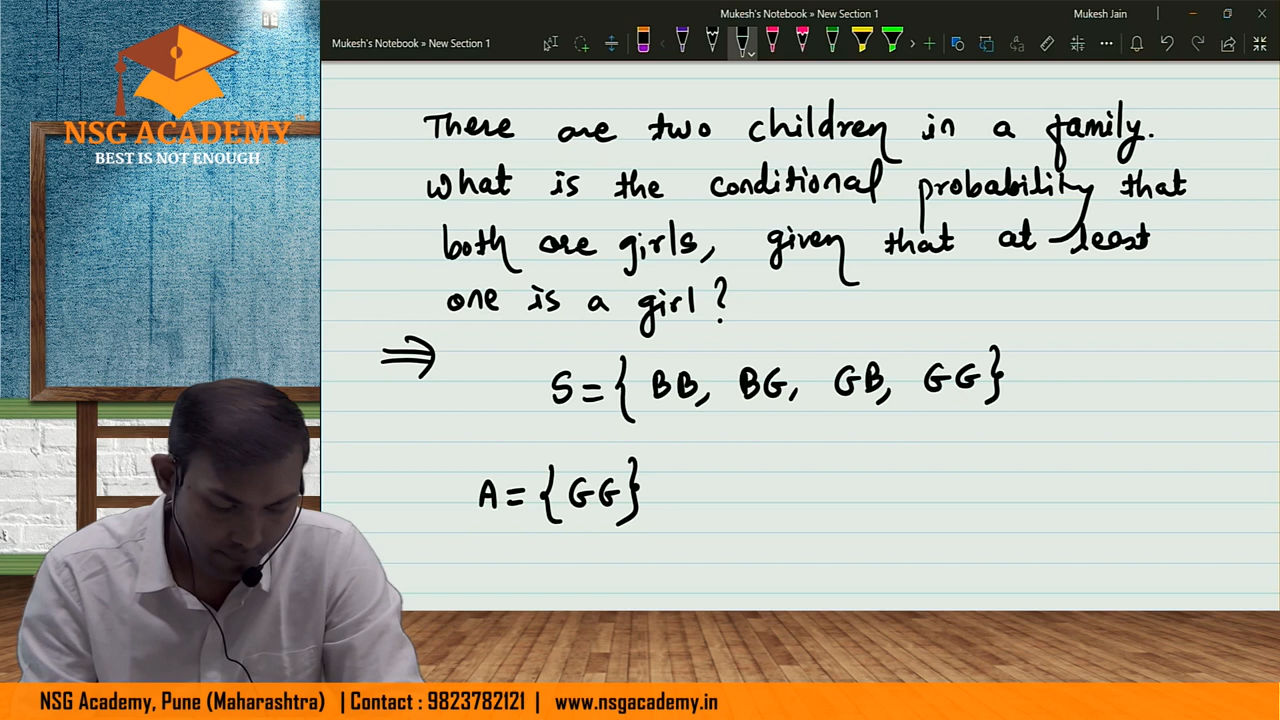 Mukesh's Notebook » New Section 1
Mukesh Jain
Mukesh's Notebook » New Section 1
NSG ACADEMY
BEST IS NOT ENOUGH
There are two children in a family.
What is the conditional probability that
both are girls, given that at least
one is a girl?
⇒
S = { BB, BG, GB, GG}
A = { GG}
NSG Academy, Pune (Maharashtra) | Contact : 9823782121 | www.nsgacademy.in